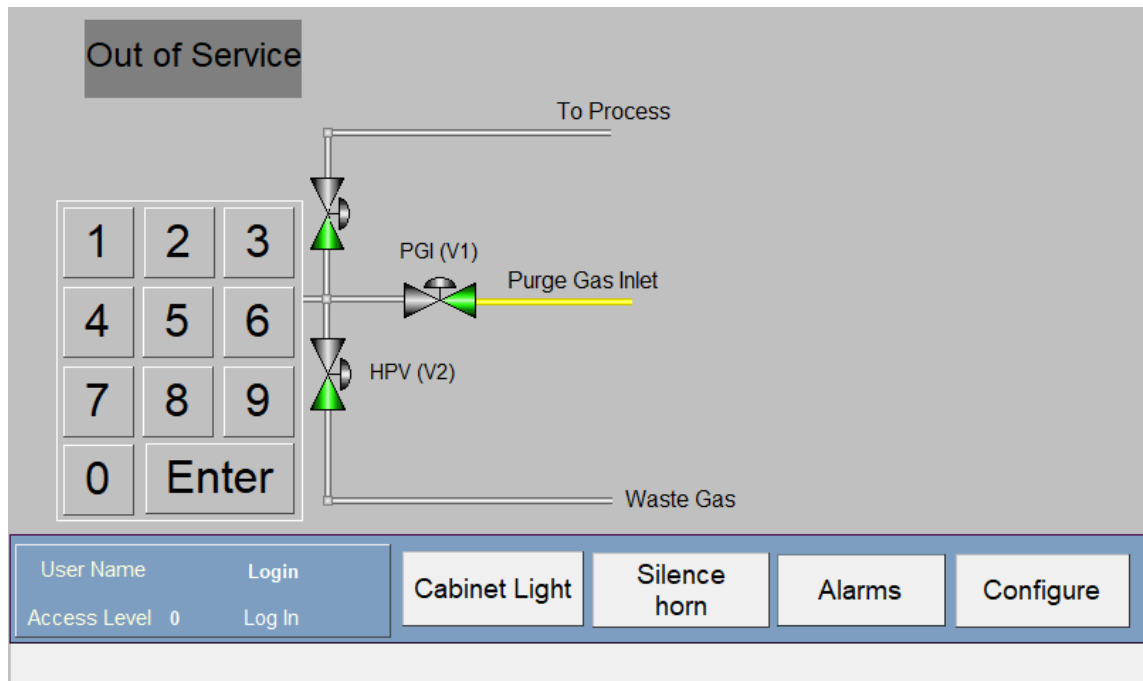 Out of Service
To Process
1 2 3
PGI (V1)
Purge Gas Inlet
4 5 6
HPV (V2)
7 8 9
0 Enter
Waste Gas
User Name Login
Access Level 0 Log In
Cabinet Light
Silence
horn
Alarms
Configure